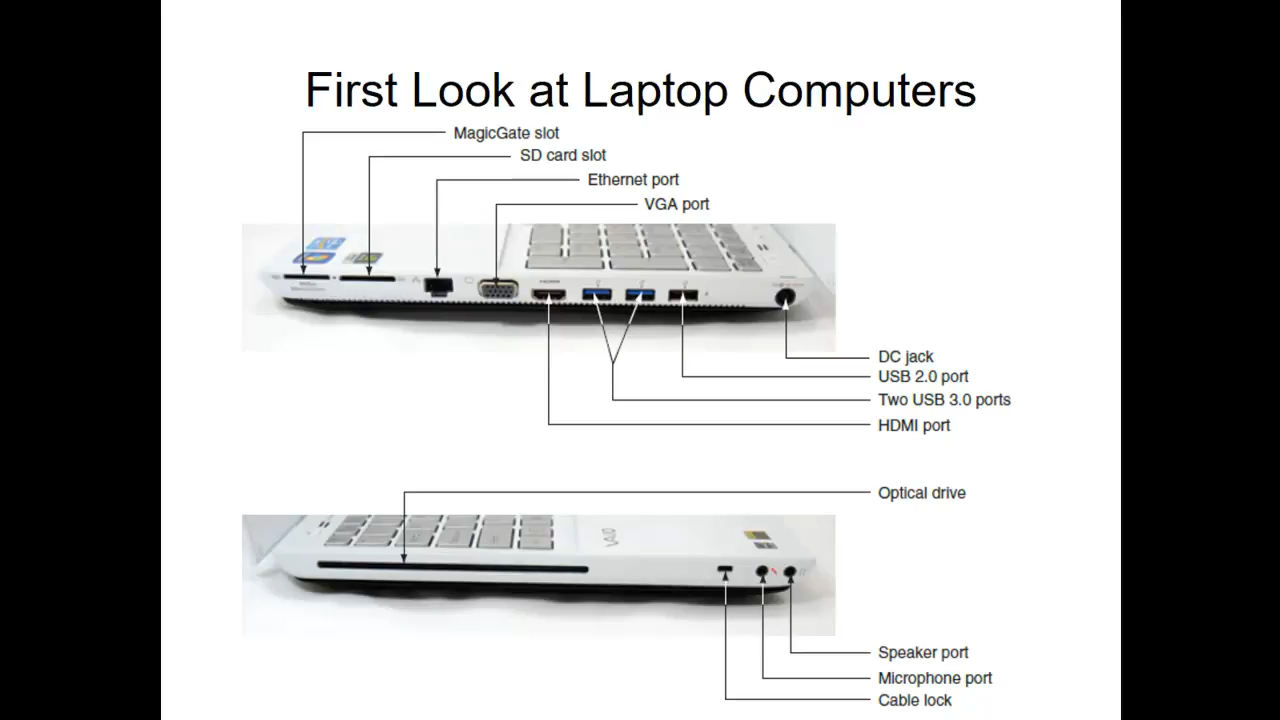 First Look at Laptop Computers
MagicGate slot
SD card slot
Ethernet port
VGA port
DC jack
USB 2.0 port
Two USB 3.0 ports
HDMI port
Optical drive
VAIO
Speaker port
Microphone port
Cable lock